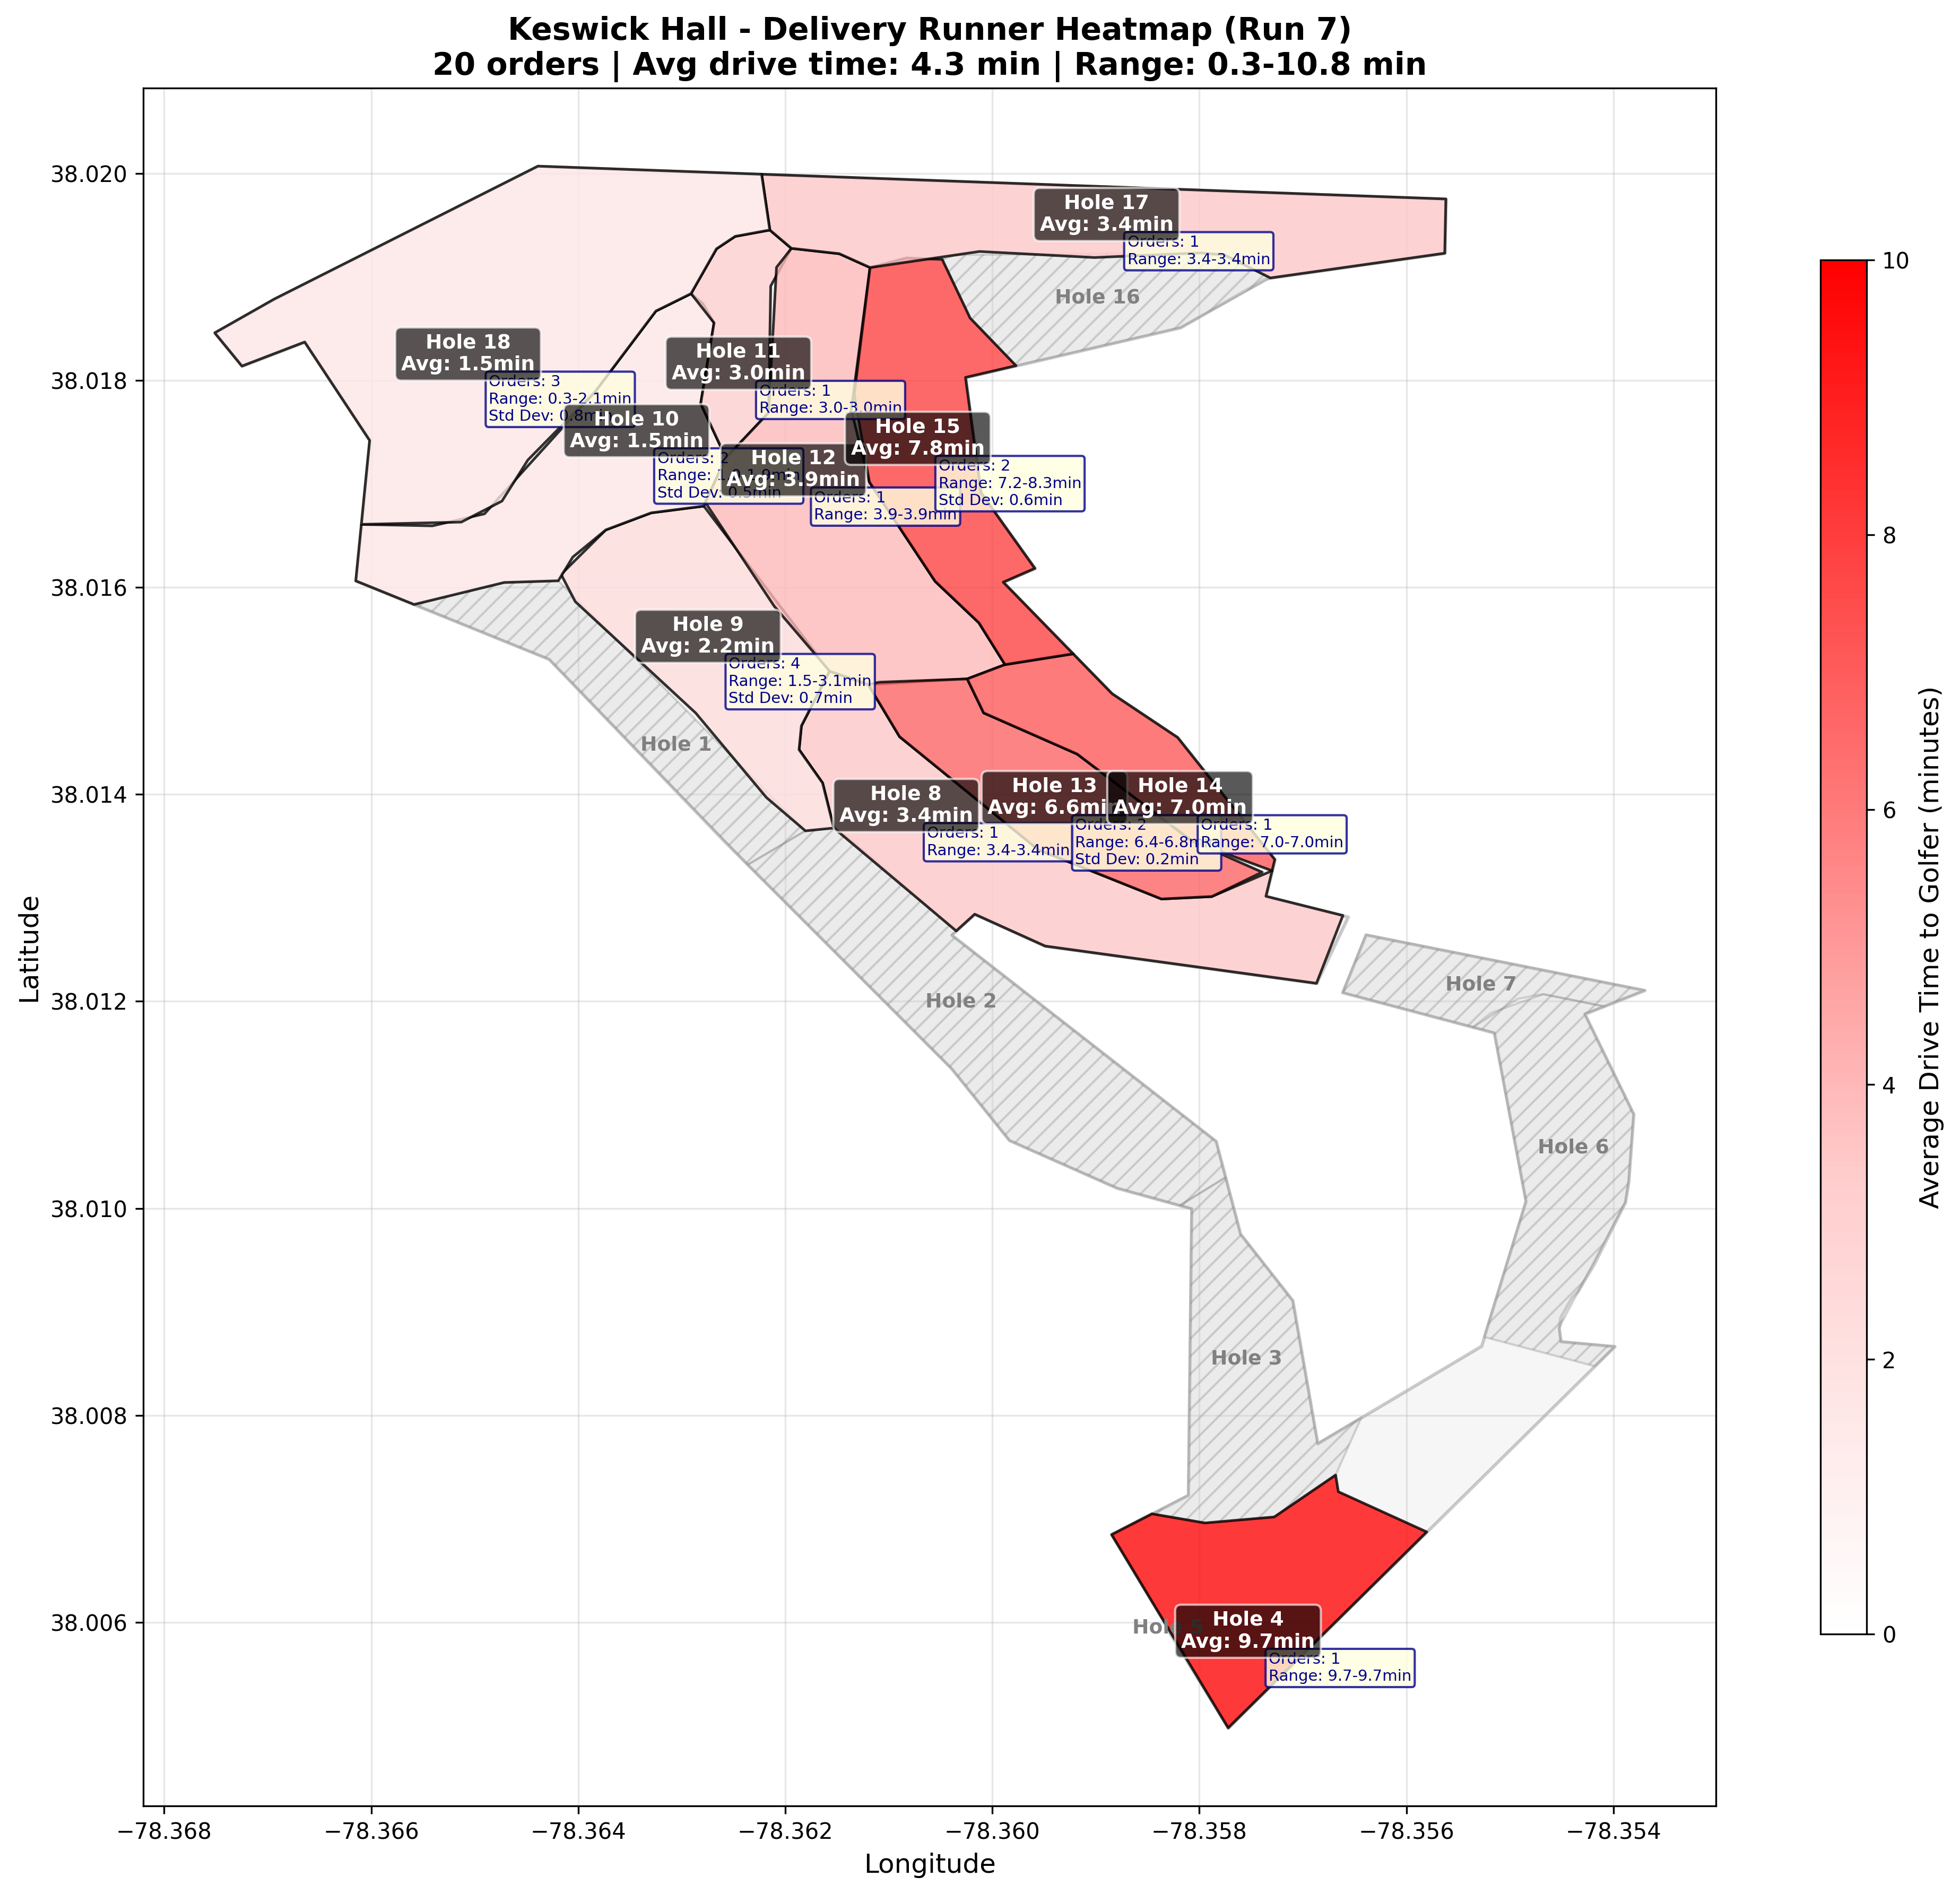 Keswick Hall - Delivery Runner Heatmap (Run 7)
20 orders | Avg drive time: 4.3 min | Range: 0.3-10.8 min
Hole 17
Avg: 3.4min
Orders: 1
Range: 3.4-3.4min
Hole 16
Hole 18
Avg: 1.5min
Orders: 3
Range: 0.3-2.1min
Std Dev: 0.8min
Hole 11
Avg: 3.0min
Orders: 1
Range: 3.0-3.0min
Hole 10
Avg: 1.5min
Orders: 2
Range:
Std Dev: 0.5min
Hole 12
Avg: 3.9min
Orders: 1
Range: 3.9-3.9min
Hole 15
Avg: 7.8min
Orders: 2
Range: 7.2-8.3min
Std Dev: 0.6min
Hole 9
Avg: 2.2min
Orders: 4
Range: 1.5-3.1min
Std Dev: 0.7min
Hole 1
Hole 8
Avg: 3.4min
Orders: 1
Range: 3.4-3.4min
Hole 13
Avg: 6.6min
Orders: 2
Range: 6.4-6.8m
Std Dev: 0.2min
Hole 14
Avg: 7.0min
Orders: 1
Range: 7.0-7.0min
Hole 2
Hole 7
Hole 6
Hole 3
Hole 5
Hole 4
Avg: 9.7min
Orders: 1
Range: 9.7-9.7min
38.020
38.018
38.016
38.014
38.012
38.010
38.008
38.006
Latitude
−78.368
−78.366
−78.364
−78.362
−78.360
−78.358
−78.356
−78.354
Longitude
10
8
6
4
2
0
Average Drive Time to Golfer (minutes)